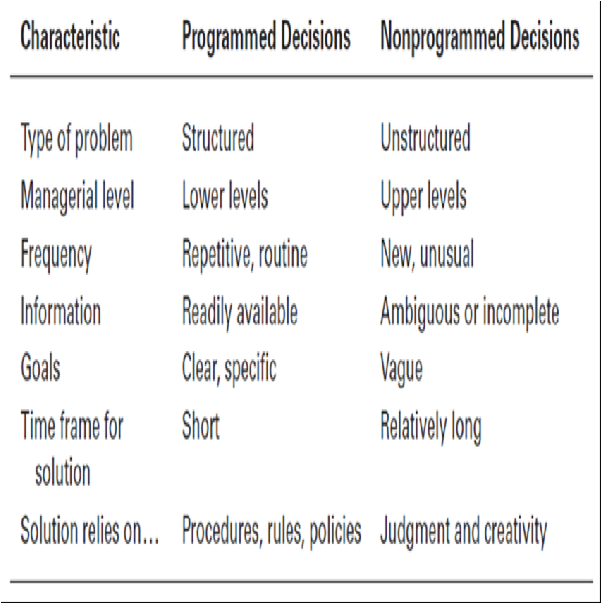 Characteristic Programmed Decisions Nonprogrammed Decisions
Type of problem Structured Unstructured
Managerial level Lower levels Upper levels
Frequency Repetitive, routine New, unusual
Information Readily available Ambiguous or incomplete
Goals Clear, specific Vague
Time frame for Short Relatively long
solution
Solution relies on... Procedures, rules, policies Judgment and creativity